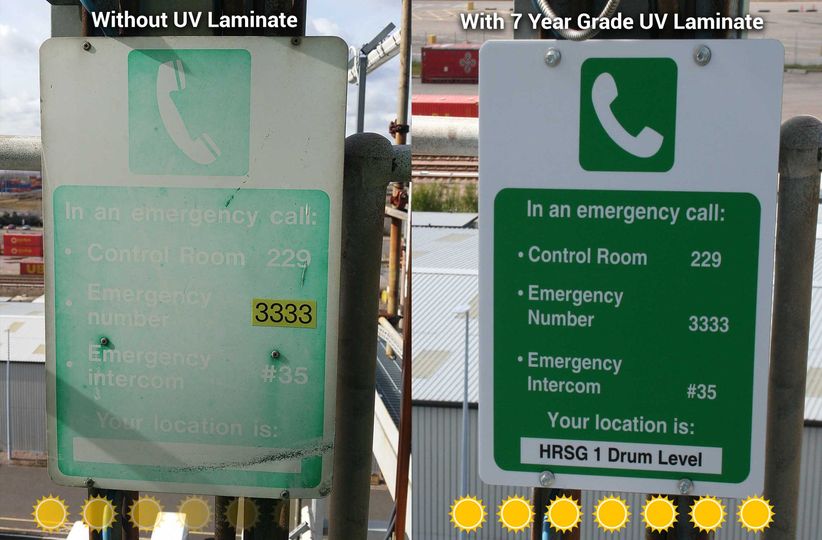 Without UV Laminate
In an emergency call:
• Control Room 229
• Emergency
number 3333
• Emergency
intercom #35
Your location is:
With 7 Year Grade UV Laminate
In an emergency call:
• Control Room 229
• Emergency
Number 3333
• Emergency
Intercom #35
Your location is:
HRSG 1 Drum Level